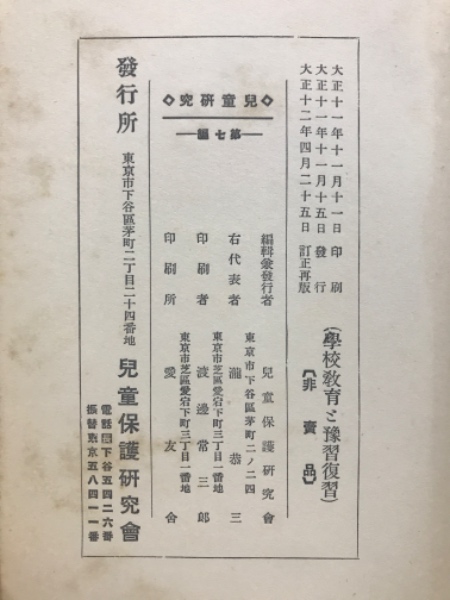 大正十一年十一月十一日印刷
大正十一年十一月十五日發行
大正十二年四月二十五日訂正再版
(學校教育と豫習復習)
【非賣品】
◇兒童研究◇
―第七編―
編輯兼發行者 兒童保護研究會
東京市下谷區茅町二ノ二四
右代表者 瀧恭三
東京市芝區愛宕下町三丁目一番地
印刷者 渡邊常三郎
東京市芝區愛宕下町三丁目一番地
印刷所 愛友舍
發行所 東京市下谷區茅町二丁目二十四番地 兒童保護研究會
電話下谷五四二六番
振替東京五八四一一番